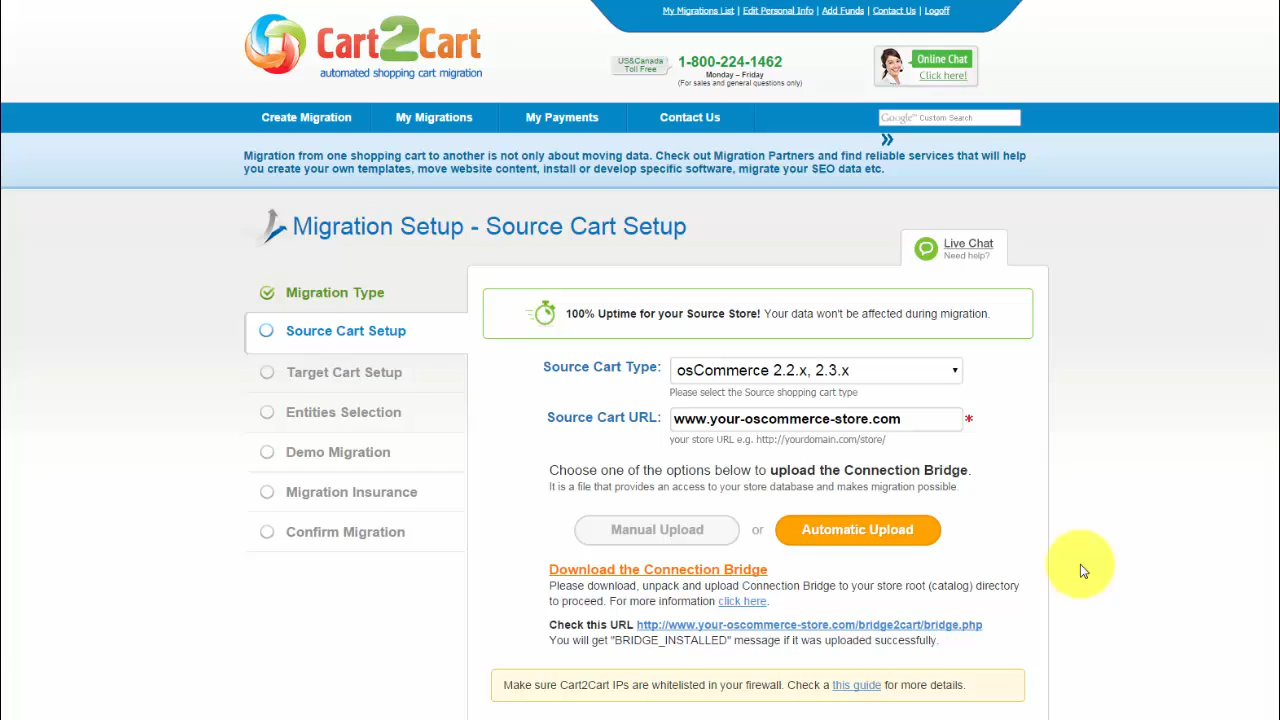 My Migrations List | Edit Personal Info | Add Funds | Contact Us | Logoff
Cart2Cart
automated shopping cart migration
US&Canada
Toll Free
1-800-224-1462
Monday – Friday
(For sales and general questions only)
Online Chat
Click here!
Create Migration
My Migrations
My Payments
Contact Us
Google™ Custom Search
»
Migration from one shopping cart to another is not only about moving data. Check out Migration Partners and find reliable services that will help
you create your own templates, move website content, install or develop specific software, migrate your SEO data etc.
Migration Setup - Source Cart Setup
Live Chat
Need help?
Migration Type
Source Cart Setup
Target Cart Setup
Entities Selection
Demo Migration
Migration Insurance
Confirm Migration
100% Uptime for your Source Store! Your data won't be affected during migration.
Source Cart Type: osCommerce 2.2.x, 2.3.x
Please select the Source shopping cart type
Source Cart URL: www.your-oscommerce-store.com *
your store URL e.g. http://yourdomain.com/store/
Choose one of the options below to upload the Connection Bridge.
It is a file that provides an access to your store database and makes migration possible.
Manual Upload or Automatic Upload
Download the Connection Bridge
Please download, unpack and upload Connection Bridge to your store root (catalog) directory
to proceed. For more information click here.
Check this URL http://www.your-oscommerce-store.com/bridge2cart/bridge.php
You will get "BRIDGE_INSTALLED" message if it was uploaded successfully.
Make sure Cart2Cart IPs are whitelisted in your firewall. Check a this guide for more details.